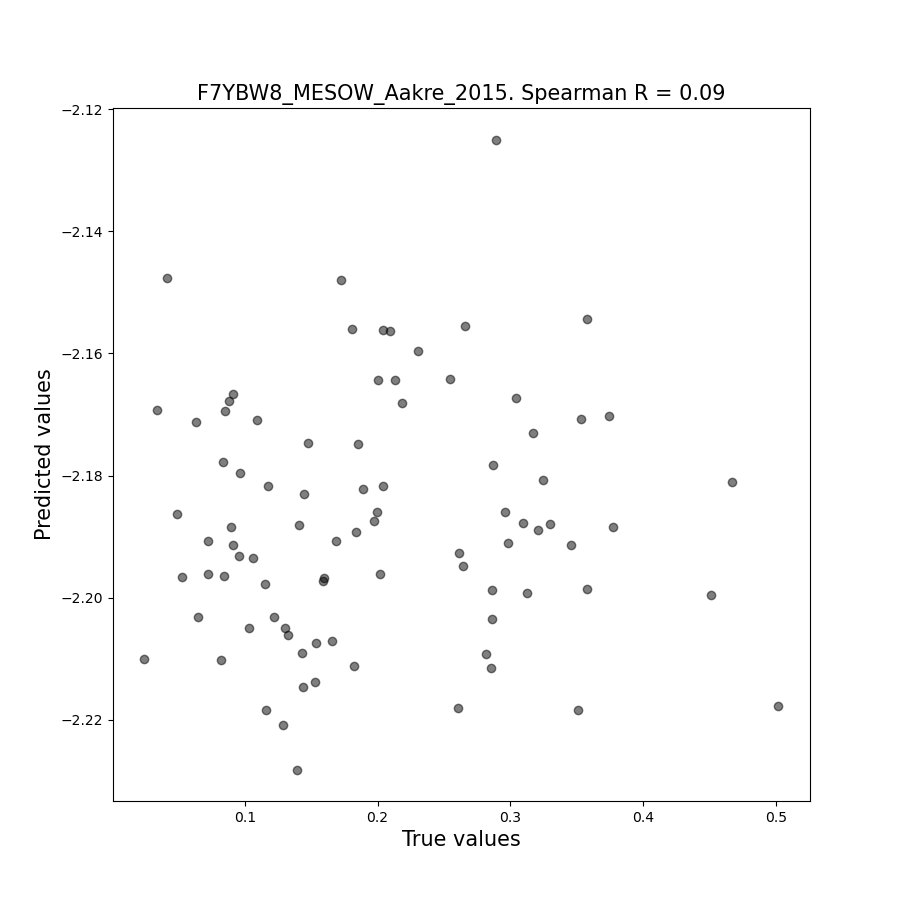 F7YBW8_MESOW_Aakre_2015. Spearman R = 0.09
−2.12
−2.14
−2.16
−2.18
−2.20
−2.22
Predicted values
0.1 0.2 0.3 0.4 0.5
True values